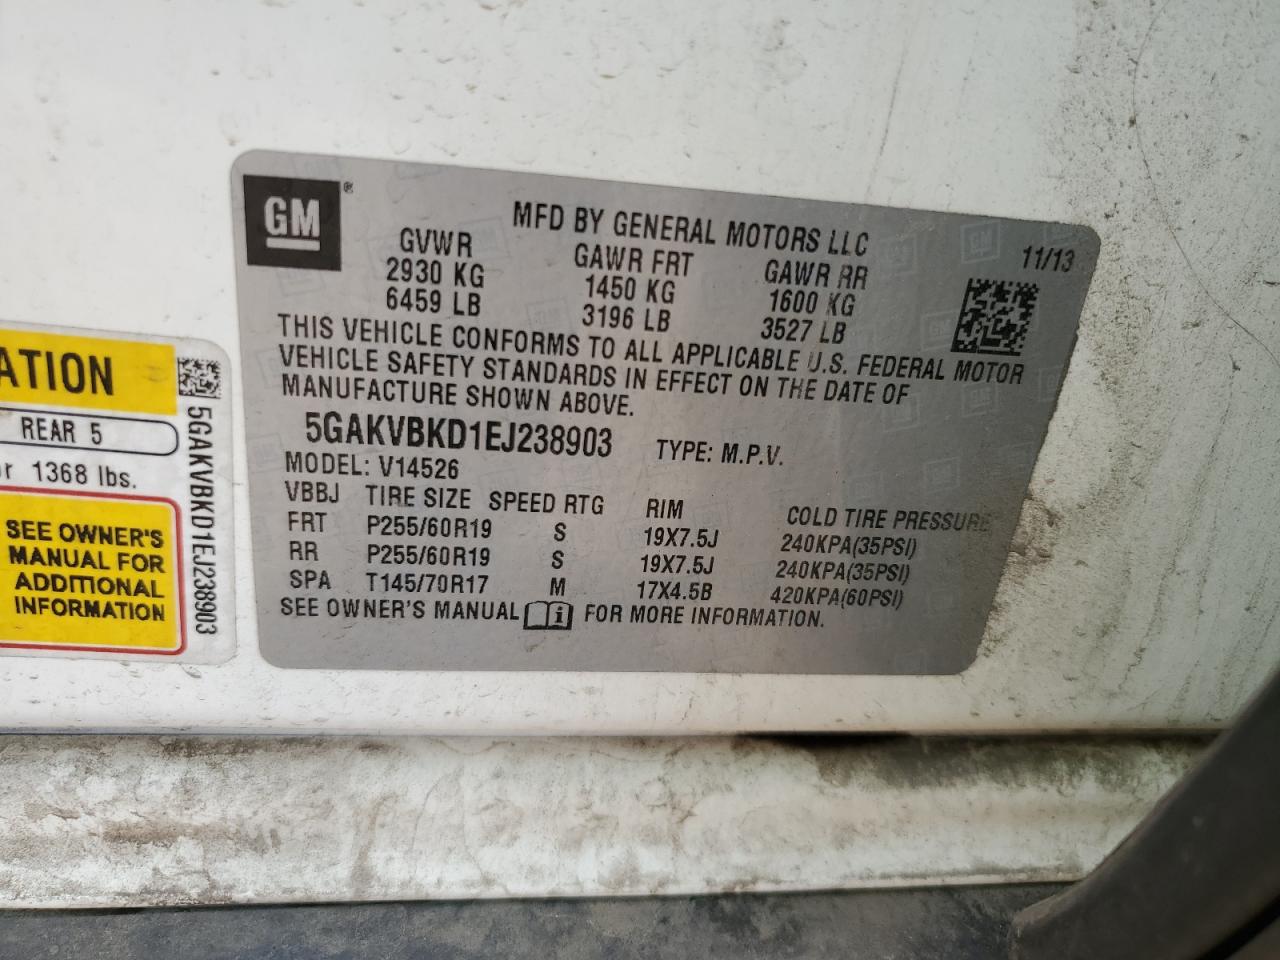 GM ®
MFD BY GENERAL MOTORS LLC
11/13
GVWR GAWR FRT GAWR RR
2930 KG 1450 KG 1600 KG
6459 LB 3196 LB 3527 LB
THIS VEHICLE CONFORMS TO ALL APPLICABLE U.S. FEDERAL MOTOR
VEHICLE SAFETY STANDARDS IN EFFECT ON THE DATE OF
MANUFACTURE SHOWN ABOVE.
5GAKVBKD1EJ238903 TYPE: M.P.V.
MODEL: V14526
VBBJ TIRE SIZE SPEED RTG RIM COLD TIRE PRESSURE
FRT P255/60R19 S 19X7.5J 240KPA(35PSI)
RR P255/60R19 S 19X7.5J 240KPA(35PSI)
SPA T145/70R17 M 17X4.5B 420KPA(60PSI)
SEE OWNER'S MANUAL i FOR MORE INFORMATION.
ATION
REAR 5
r 1368 lbs.
SEE OWNER'S
MANUAL FOR
ADDITIONAL
INFORMATION
5GAKVBKD1EJ238903